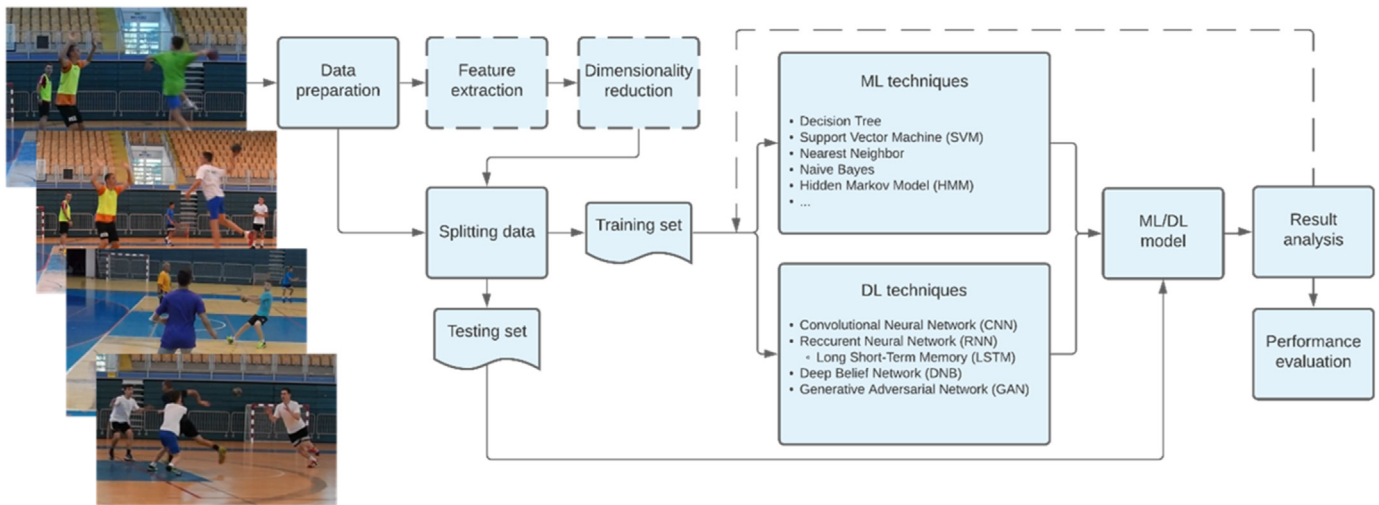 Data
preparation
Feature
extraction
Dimensionality
reduction
Splitting data
Training set
Testing set
ML techniques
• Decision Tree
• Support Vector Machine (SVM)
• Nearest Neighbor
• Naive Bayes
• Hidden Markov Model (HMM)
• ...
DL techniques
• Convolutional Neural Network (CNN)
• Reccurent Neural Network (RNN)
◦ Long Short-Term Memory (LSTM)
• Deep Belief Network (DNB)
• Generative Adversarial Network (GAN)
ML/DL
model
Result
analysis
Performance
evaluation